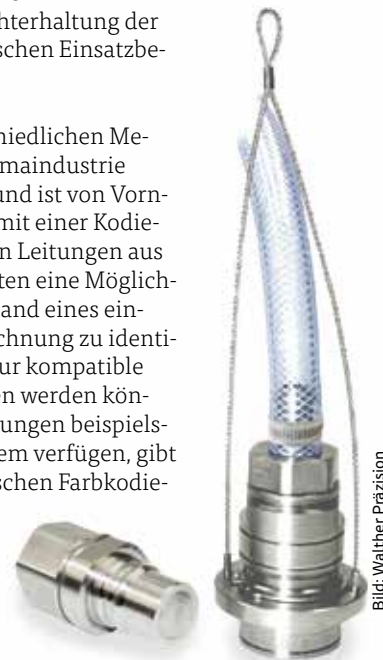 hterhaltung der
schen Einsatzbe-
niedlichen Me-
maindustrie
und ist von Vorn-
mit einer Kodie-
n Leitungen aus
ten eine Möglich-
and eines ein-
chnung zu identi-
ur kompatible
en werden kön-
ungen beispiels-
em verfügen, gibt
schen Farbkodie-
Bild: Walther Präzision